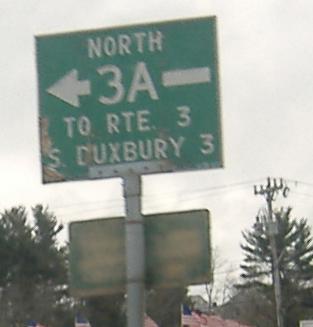 NORTH
3A
TO RTE. 3
S. DUXBURY 3